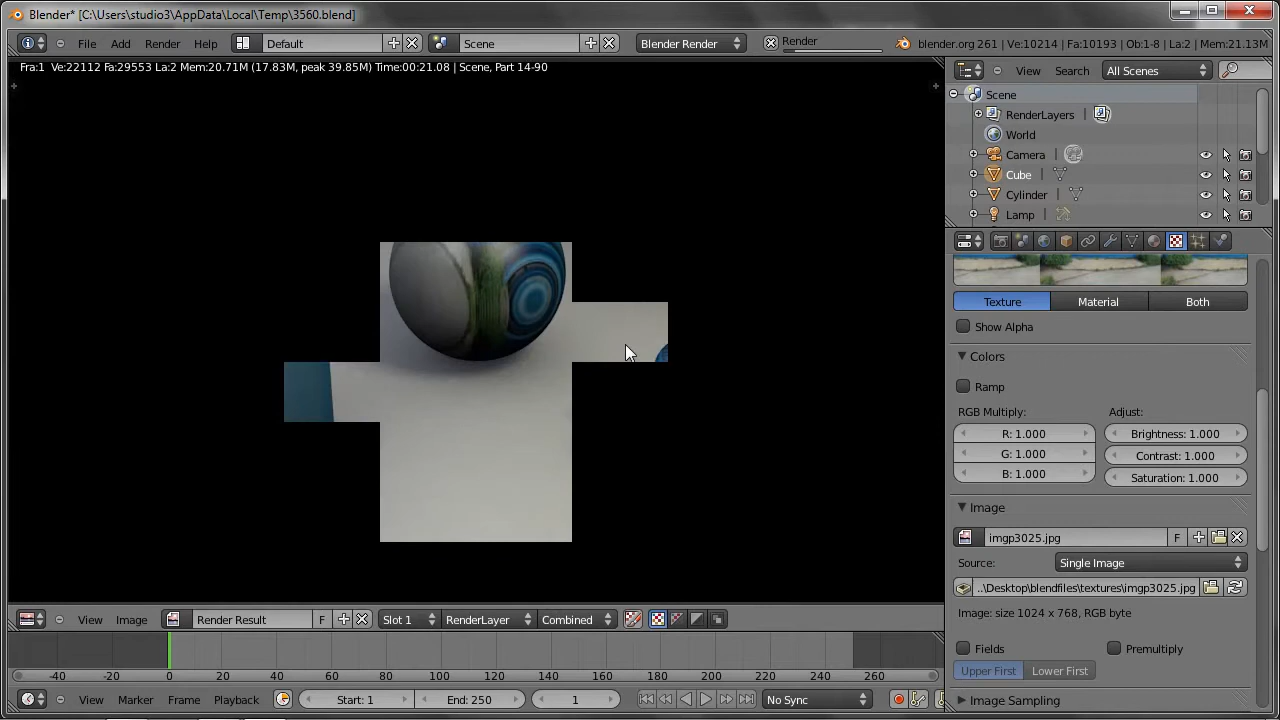 Blender* [C:\Users\studio3\AppData\Local\Temp\3560.blend]
File Add Render Help Default Scene Blender Render Render blender.org 261 | Ve:10214 | Fa:10193 | Ob:1-8 | La:2 | Mem:21.13M
Fra:1 Ve:22112 Fa:29553 La:2 Mem:20.71M (17.83M, peak 39.85M) Time:00:21.08 | Scene, Part 14-90
View Search All Scenes
Scene
RenderLayers |
World
Camera |
Cube |
Cylinder |
Lamp |
Texture Material Both
Show Alpha
Colors
Ramp
RGB Multiply: Adjust:
R: 1.000 Brightness: 1.000
G: 1.000 Contrast: 1.000
B: 1.000 Saturation: 1.000
Image
imgp3025.jpg F
Source: Single Image
..\Desktop\blendfiles\textures\imgp3025.jpg
Image: size 1024 x 768, RGB byte
Fields Premultiply
Upper First Lower First
Image Sampling
View Image Render Result F Slot 1 RenderLayer Combined
-40 -20 0 20 40 60 80 100 120 140 160 180 200 220 240 260
View Marker Frame Playback Start: 1 End: 250 1 No Sync